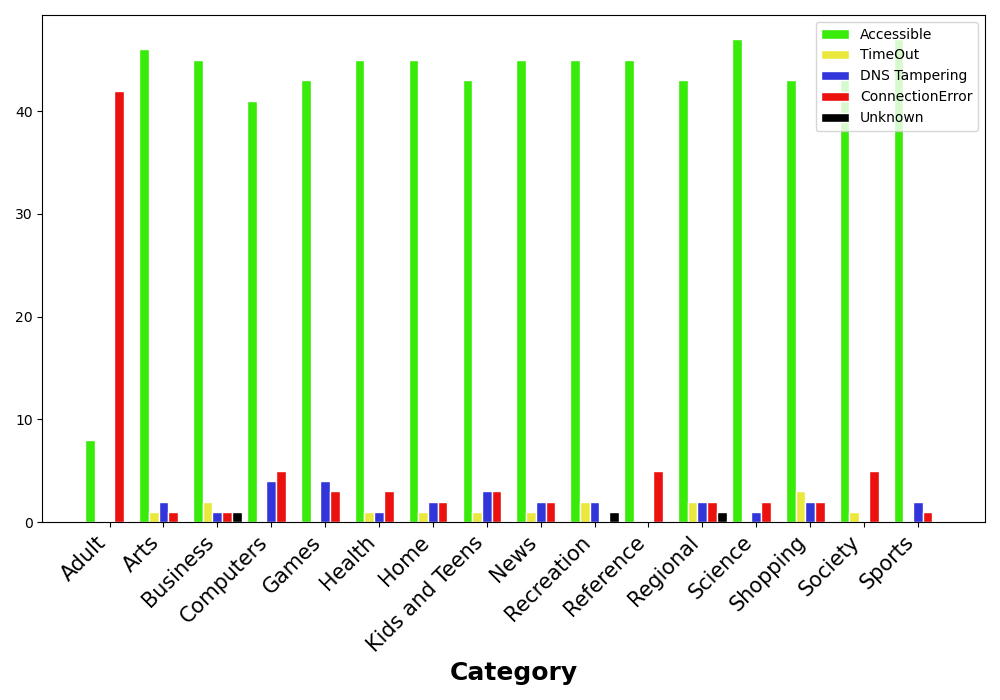 Accessible
TimeOut
DNS Tampering
ConnectionError
Unknown
40
30
20
10
0
Adult
Arts
Business
Computers
Games
Health
Home
Kids and Teens
News
Recreation
Reference
Regional
Science
Shopping
Society
Sports
Category